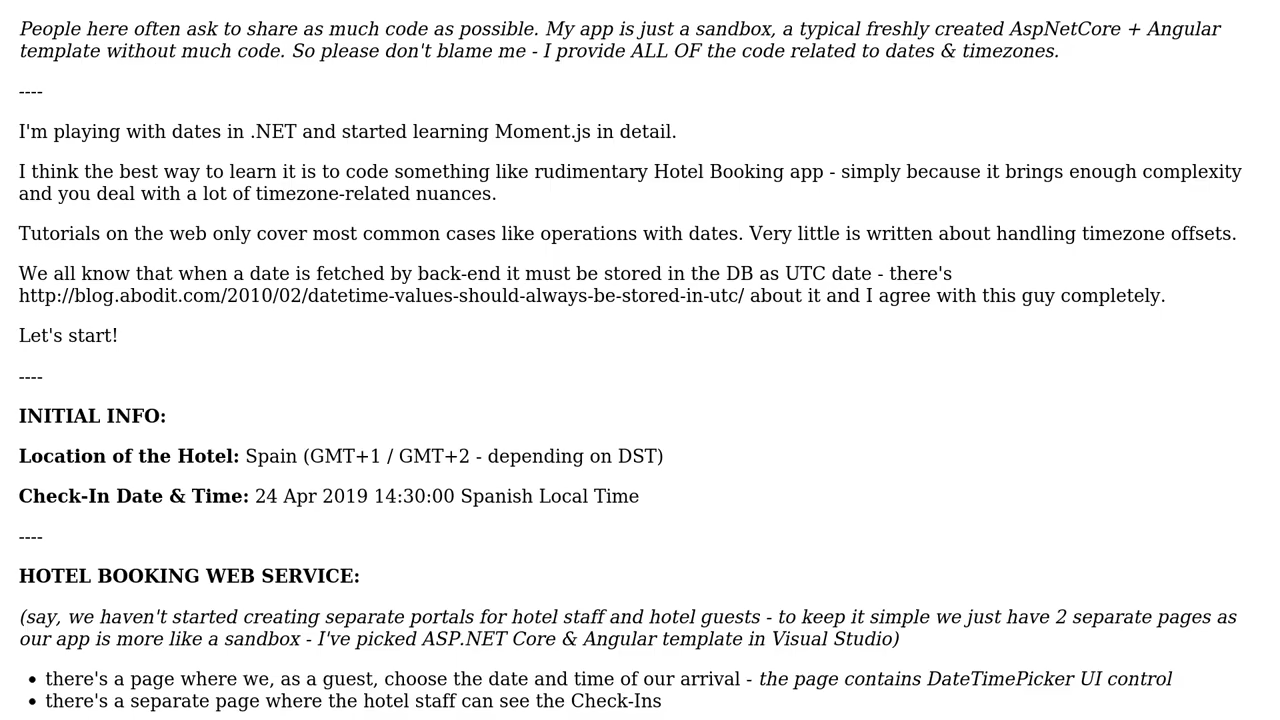 People here often ask to share as much code as possible. My app is just a sandbox, a typical freshly created AspNetCore + Angular
template without much code. So please don't blame me - I provide ALL OF the code related to dates & timezones.
----
I'm playing with dates in .NET and started learning Moment.js in detail.
I think the best way to learn it is to code something like rudimentary Hotel Booking app - simply because it brings enough complexity
and you deal with a lot of timezone-related nuances.
Tutorials on the web only cover most common cases like operations with dates. Very little is written about handling timezone offsets.
We all know that when a date is fetched by back-end it must be stored in the DB as UTC date - there's
http://blog.abodit.com/2010/02/datetime-values-should-always-be-stored-in-utc/ about it and I agree with this guy completely.
Let's start!
----
INITIAL INFO:
Location of the Hotel: Spain (GMT+1 / GMT+2 - depending on DST)
Check-In Date & Time: 24 Apr 2019 14:30:00 Spanish Local Time
----
HOTEL BOOKING WEB SERVICE:
(say, we haven't started creating separate portals for hotel staff and hotel guests - to keep it simple we just have 2 separate pages as
our app is more like a sandbox - I've picked ASP.NET Core & Angular template in Visual Studio)
• there's a page where we, as a guest, choose the date and time of our arrival - the page contains DateTimePicker UI control
• there's a separate page where the hotel staff can see the Check-Ins